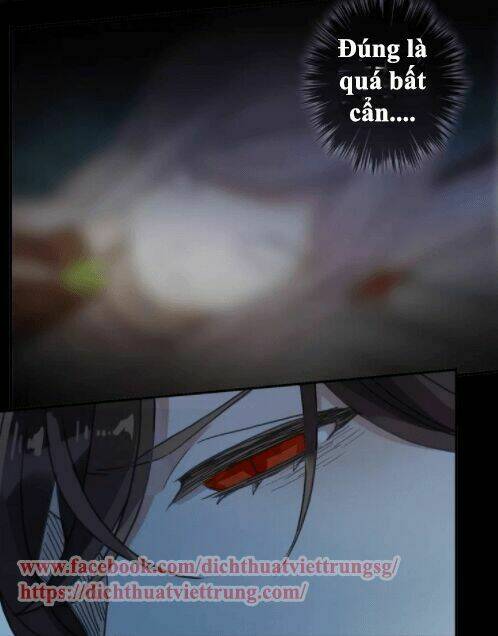 Đúng là
quá bất
cẩn....
www.facebook.com/dichthuatviettrungsg/
https://dichthuatviettrung.com/